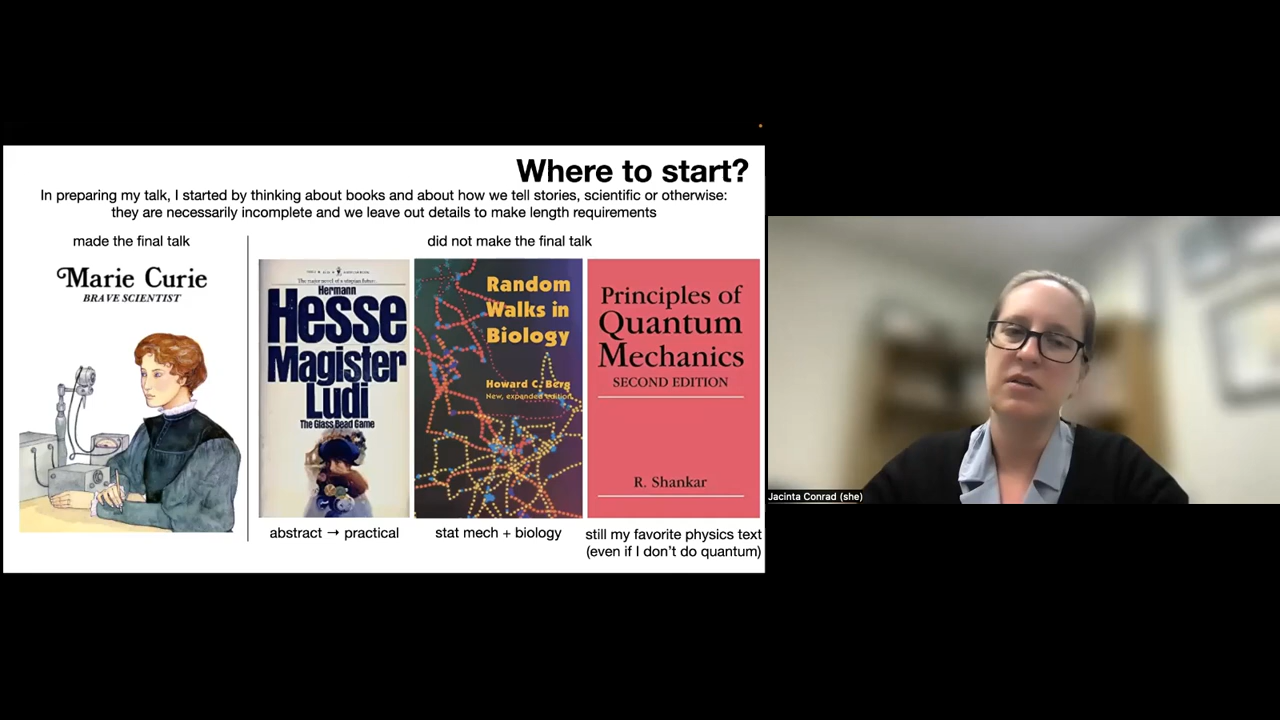 Where to start?
In preparing my talk, I started by thinking about books and about how we tell stories, scientific or otherwise:
they are necessarily incomplete and we leave out details to make length requirements
made the final talk
did not make the final talk
Marie Curie
BRAVE SCIENTIST
Hermann
Hesse
Magister
Ludi
The Glass Bead Game
Random
Walks in
Biology
Howard C. Berg
New, expanded edition
Principles of
Quantum
Mechanics
SECOND EDITION
R. Shankar
abstract → practical
stat mech + biology
still my favorite physics text
(even if I don't do quantum)
Jacinta Conrad (she)